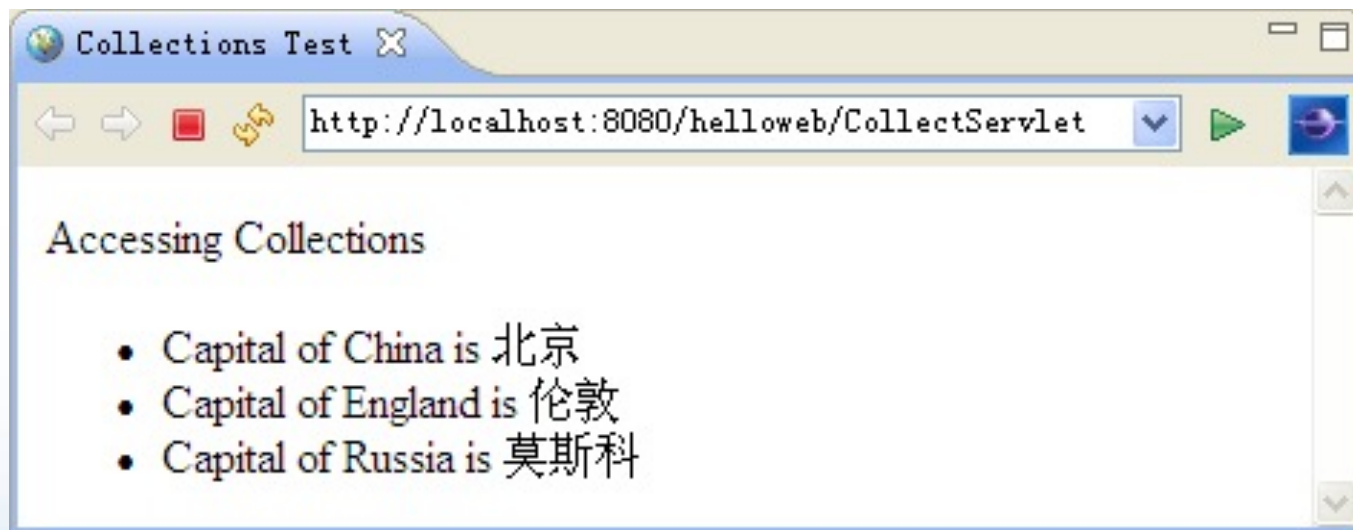 Collections Test
http://localhost:8080/helloweb/CollectServlet
Accessing Collections
• Capital of China is 北京
• Capital of England is 伦敦
• Capital of Russia is 莫斯科